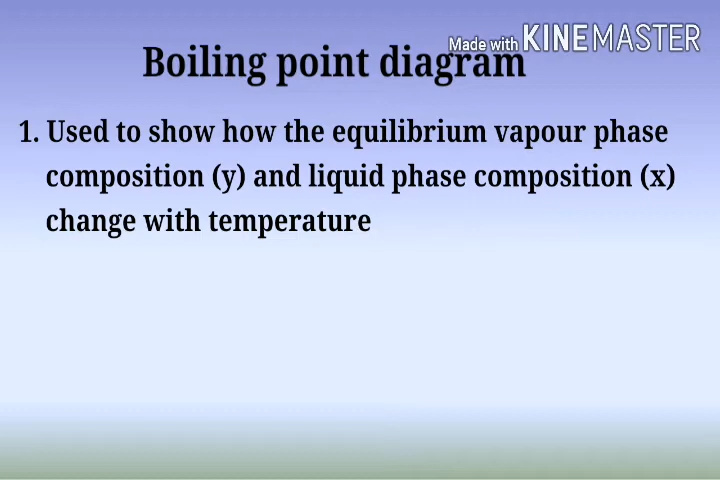 Made with KINEMASTER
Boiling point diagram
1. Used to show how the equilibrium vapour phase
composition (y) and liquid phase composition (x)
change with temperature